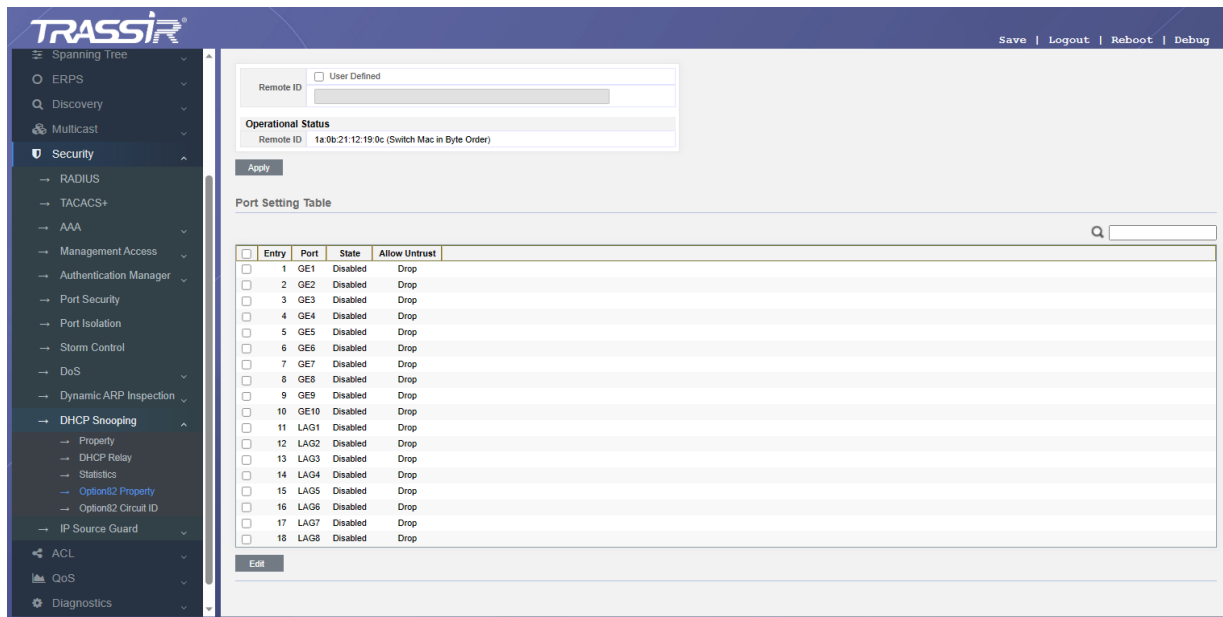 TRASSIR®
Save | Logout | Reboot | Debug
Spanning Tree
ERPS
Discovery
Multicast
Security
→ RADIUS
→ TACACS+
→ AAA
→ Management Access
→ Authentication Manager
→ Port Security
→ Port Isolation
→ Storm Control
→ DoS
→ Dynamic ARP Inspection
→ DHCP Snooping
→ Property
→ DHCP Relay
→ Statistics
→ Option82 Property
→ Option82 Circuit ID
→ IP Source Guard
ACL
QoS
Diagnostics
Remote ID User Defined
Operational Status
Remote ID 1a:0b:21:12:19:0c (Switch Mac in Byte Order)
Apply
Port Setting Table
Entry Port State Allow Untrust
1 GE1 Disabled Drop
2 GE2 Disabled Drop
3 GE3 Disabled Drop
4 GE4 Disabled Drop
5 GE5 Disabled Drop
6 GE6 Disabled Drop
7 GE7 Disabled Drop
8 GE8 Disabled Drop
9 GE9 Disabled Drop
10 GE10 Disabled Drop
11 LAG1 Disabled Drop
12 LAG2 Disabled Drop
13 LAG3 Disabled Drop
14 LAG4 Disabled Drop
15 LAG5 Disabled Drop
16 LAG6 Disabled Drop
17 LAG7 Disabled Drop
18 LAG8 Disabled Drop
Edit